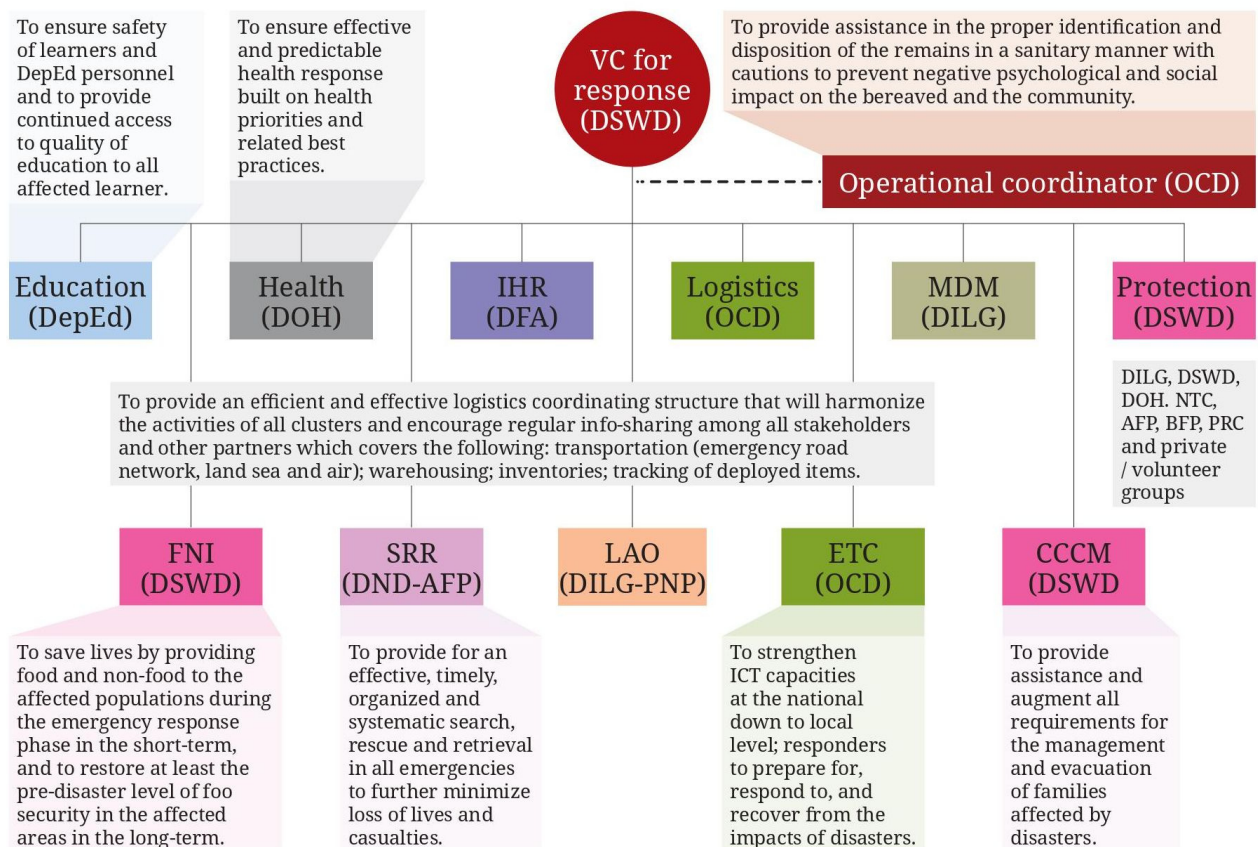 To ensure safety
of learners and
DepEd personnel
and to provide
continued access
to quality of
education to all
affected learner.
To ensure effective
and predictable
health response
built on health
priorities and
related best
practices.
VC for
response
(DSWD)
To provide assistance in the proper identification and
disposition of the remains in a sanitary manner with
cautions to prevent negative psychological and social
impact on the bereaved and the community.
Operational coordinator (OCD)
Education
(DepEd)
Health
(DOH)
IHR
(DFA)
Logistics
(OCD)
MDM
(DILG)
Protection
(DSWD)
To provide an efficient and effective logistics coordinating structure that will harmonize
the activities of all clusters and encourage regular info-sharing among all stakeholders
and other partners which covers the following: transportation (emergency road
network, land sea and air); warehousing; inventories; tracking of deployed items.
DILG, DSWD,
DOH. NTC,
AFP, BFP, PRC
and private
/ volunteer
groups
FNI
(DSWD)
SRR
(DND-AFP)
LAO
(DILG-PNP)
ETC
(OCD)
CCCM
(DSWD
To save lives by providing
food and non-food to the
affected populations during
the emergency response
phase in the short-term,
and to restore at least the
pre-disaster level of foo
security in the affected
areas in the long-term.
To provide for an
effective, timely,
organized and
systematic search,
rescue and retrieval
in all emergencies
to further minimize
loss of lives and
casualties.
To strengthen
ICT capacities
at the national
down to local
level; responders
to prepare for,
respond to, and
recover from the
impacts of disasters.
To provide
assistance and
augment all
requirements for
the management
and evacuation
of families
affected by
disasters.